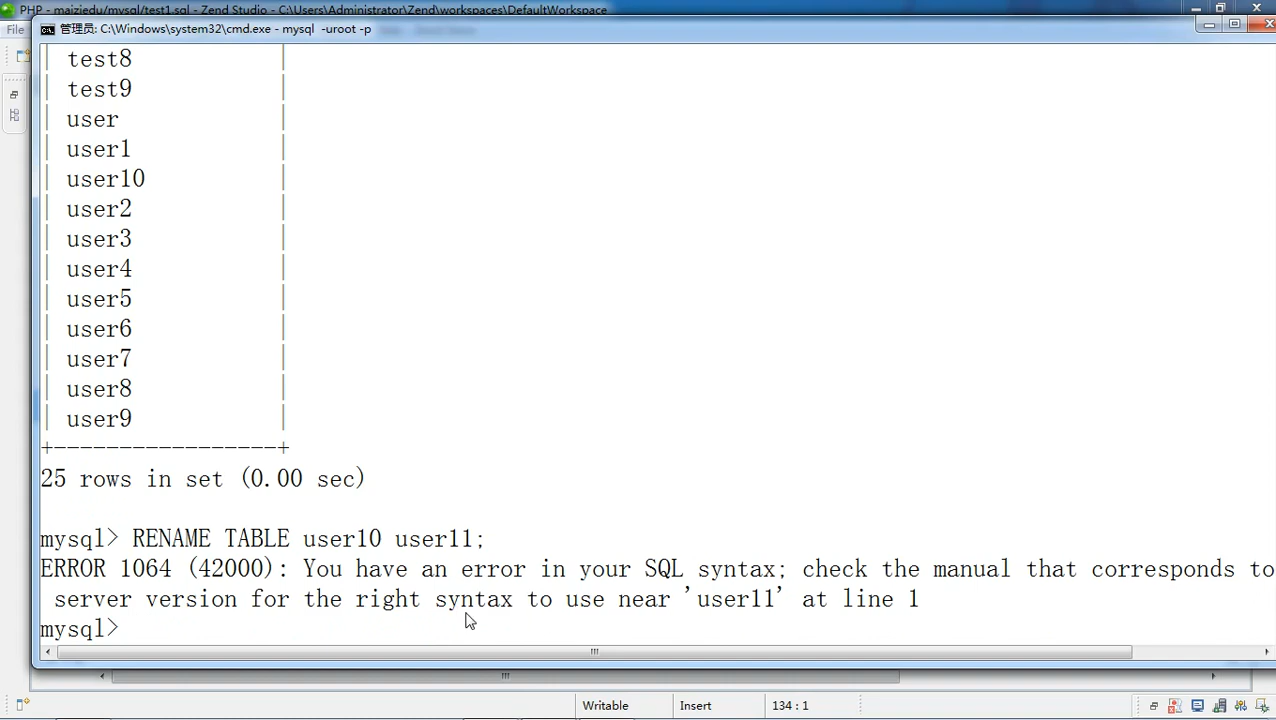 PHP - maiziedu/mysql/test1.sql - Zend Studio - C:\Users\Administrator\Zend\workspaces\DefaultWorkspace
File
管理员: C:\Windows\system32\cmd.exe - mysql -uroot -p
| test8 |
| test9 |
| user |
| user1 |
| user10 |
| user2 |
| user3 |
| user4 |
| user5 |
| user6 |
| user7 |
| user8 |
| user9 |
+-----------------+
25 rows in set (0.00 sec)
mysql> RENAME TABLE user10 user11;
ERROR 1064 (42000): You have an error in your SQL syntax; check the manual that corresponds to
server version for the right syntax to use near 'user11' at line 1
mysql>
Writable Insert 134 : 1